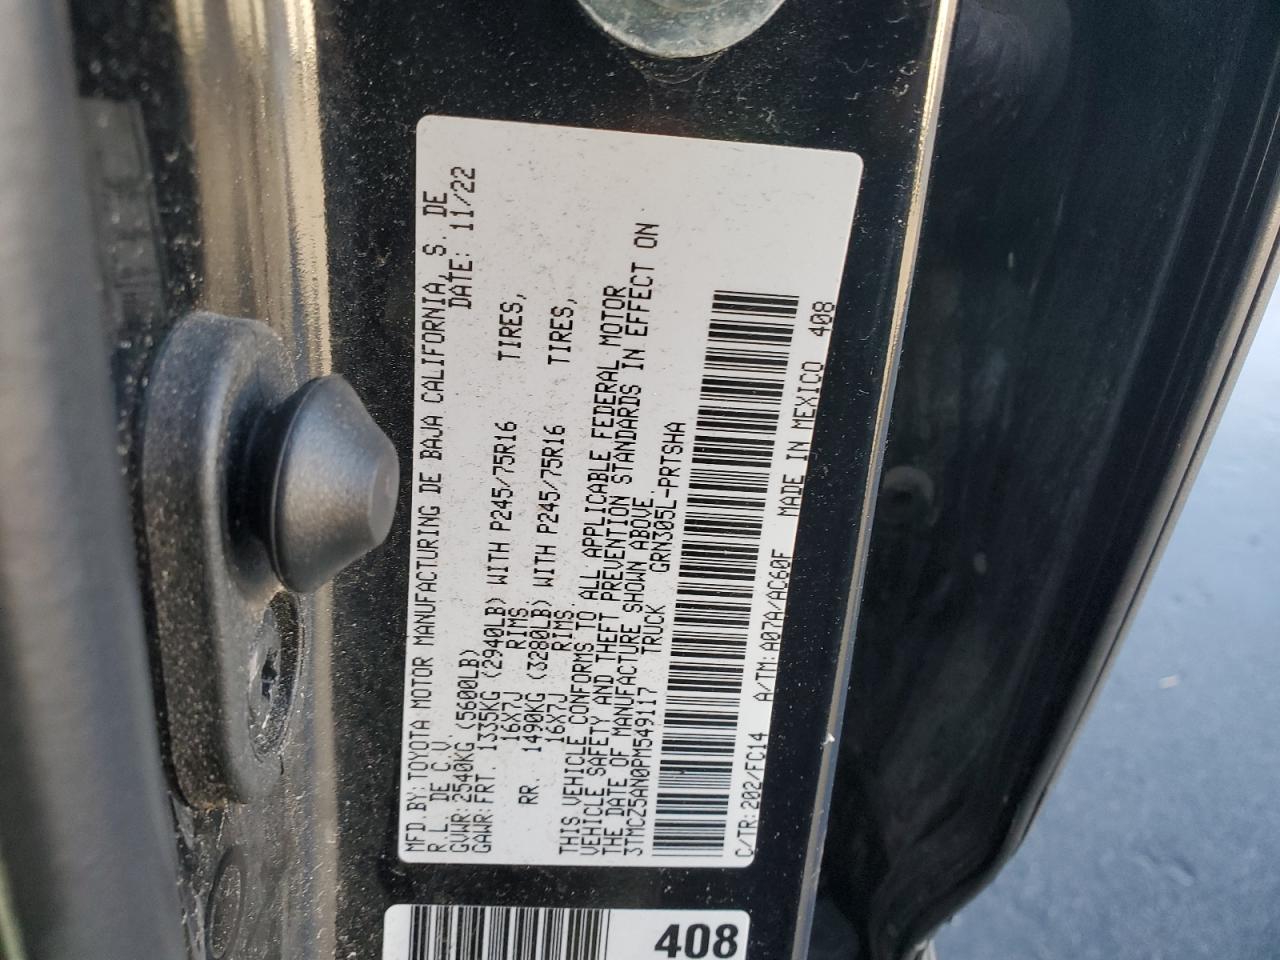 MFD.BY:TOYOTA MOTOR MANUFACTURING DE BAJA CALIFORNIA, S. DE
R.L. DE C.V. DATE: 11/22
GVWR:2540KG (5600LB)
GAWR:FRT. 1335KG (2940LB) WITH P245/75R16 TIRES,
16X7J RIMS.
RR. 1490KG (3280LB) WITH P245/75R16 TIRES,
16X7J RIMS.
THIS VEHICLE CONFORMS TO ALL APPLICABLE FEDERAL MOTOR
VEHICLE SAFETY AND THEFT PREVENTION STANDARDS IN EFFECT ON
THE DATE OF MANUFACTURE SHOWN ABOVE.
3TMCZ5AN0PM549117 TRUCK GRN305L-PRTSHA
C/TR:202/FC14 A/TM:A07A/AC60F MADE IN MEXICO 408
408